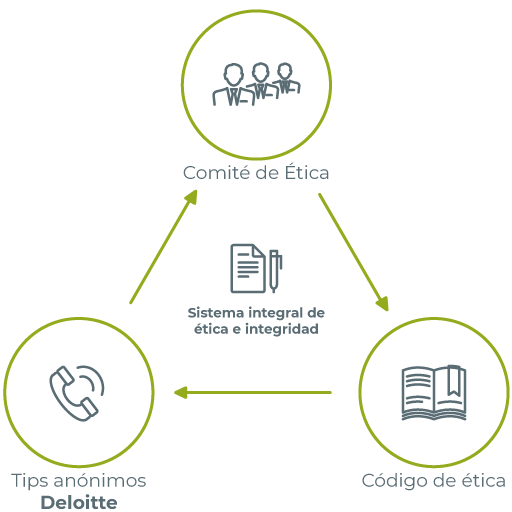 Comité de Ética
Sistema integral de
ética e integridad
Tips anónimos
Deloitte
Código de ética